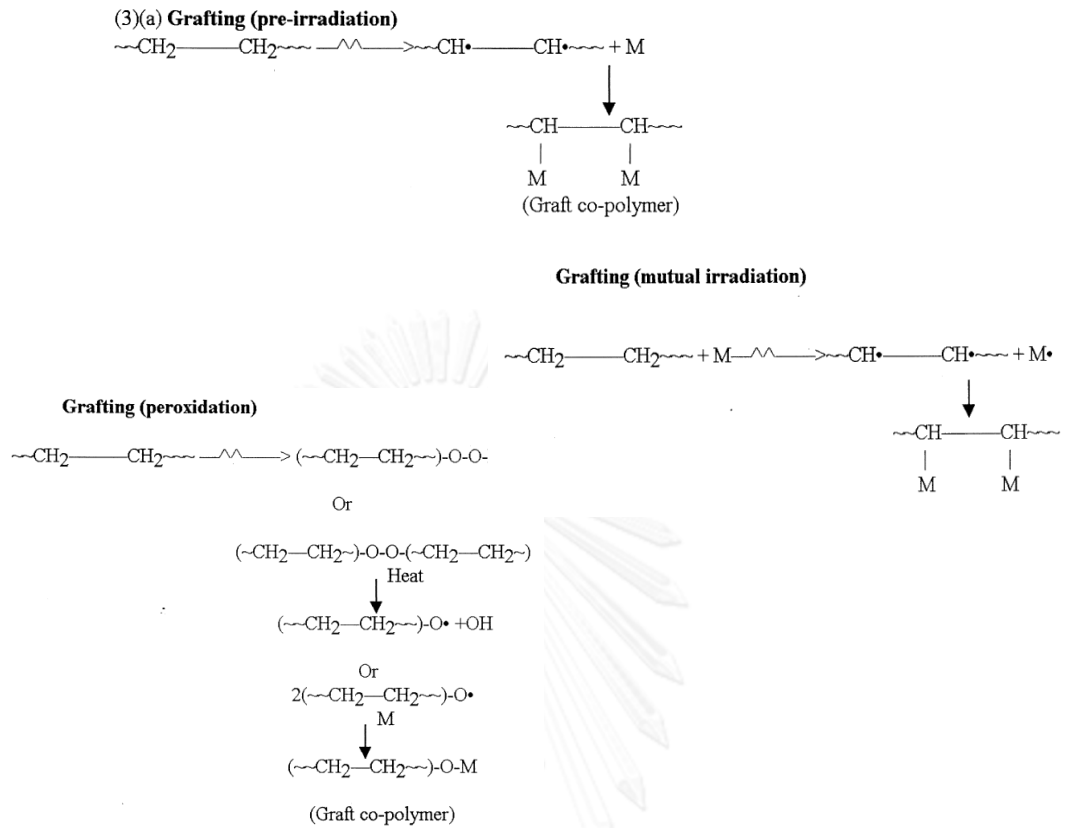 (3)(a) Grafting (pre-irradiation)
~~CH2——CH2~~ —^^—>~~CH•——CH•~~ + M
~~CH——CH~~
| |
M M
(Graft co-polymer)
Grafting (mutual irradiation)
~~CH2——CH2~~ + M—^^—>~~CH•——CH•~~ + M•
~~CH——CH~~
| |
M M
Grafting (peroxidation)
~~CH2——CH2~~ —^^—> (~~CH2—CH2~~)-O-O-
Or
(~CH2—CH2~)-O-O-(~CH2—CH2~)
Heat
(~~CH2—CH2~~)-O• +OH
Or
2(~~CH2—CH2~~)-O•
M
(~~CH2—CH2~~)-O-M
(Graft co-polymer)